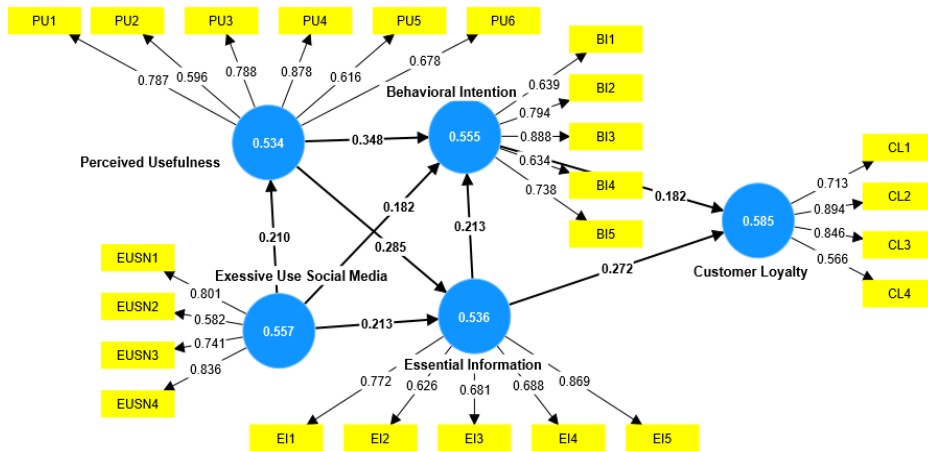 PU1 PU2 PU3 PU4 PU5 PU6
BI1
0.787 0.596 0.788 0.878 0.616 0.678
0.639
Behavioral Intention
BI2
0.794
0.534 0.348 0.555 0.888 BI3
Perceived Usefulness
0.634
CL1
BI4
0.713
0.182 0.738 0.182
CL2
0.894
0.210 0.285 0.213 BI5 0.585 0.846
CL3
EUSN1
Exessive Use Social Media
0.272
Customer Loyalty
0.566
CL4
0.801
EUSN2
0.582
0.557 0.213 0.536
EUSN3
0.741
Essential Information
0.836
EUSN4
0.772 0.626 0.681 0.688 0.869
EI1 EI2 EI3 EI4 EI5